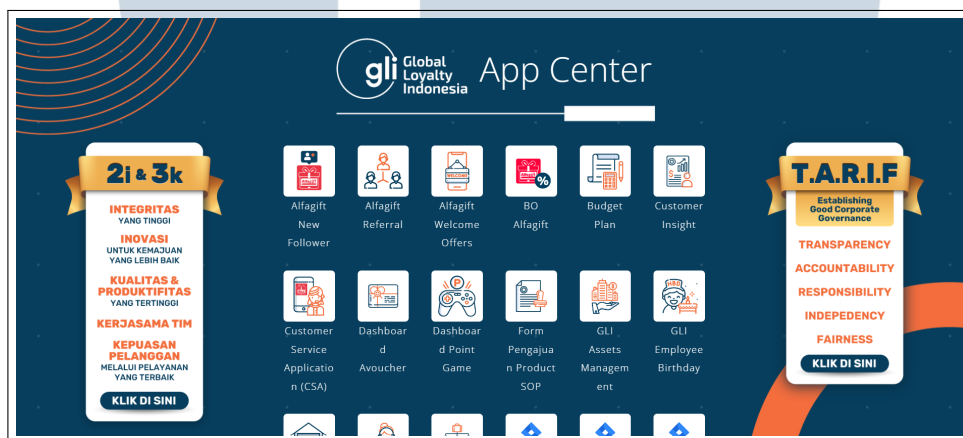 gli Global
Loyalty
Indonesia
App Center
2i & 3k
INTEGRITAS
YANG TINGGI
INOVASI
UNTUK KEMAJUAN
YANG LEBIH BAIK
KUALITAS &
PRODUKTIFITAS
YANG TERTINGGI
KERJASAMA TIM
KEPUASAN
PELANGGAN
MELALUI PELAYANAN
YANG TERBAIK
KLIK DI SINI
Alfagift
New
Follower
Alfagift
Referral
WELCOME
Alfagift
Welcome
Offers
%
BO
Alfagift
Budget
Plan
Customer
Insight
Customer
Service
Applicatio
n (CSA)
Dashboar
d
Avoucher
P
Dashboar
d Point
Game
Form
Pengajua
n Product
SOP
GLI
Assets
Managem
ent
HBD
GLI
Employee
Birthday
T.A.R.I.F
Establishing
Good Corporate
Governance
TRANSPARENCY
ACCOUNTABILITY
RESPONSIBILITY
INDEPEDENCY
FAIRNESS
KLIK DI SINI